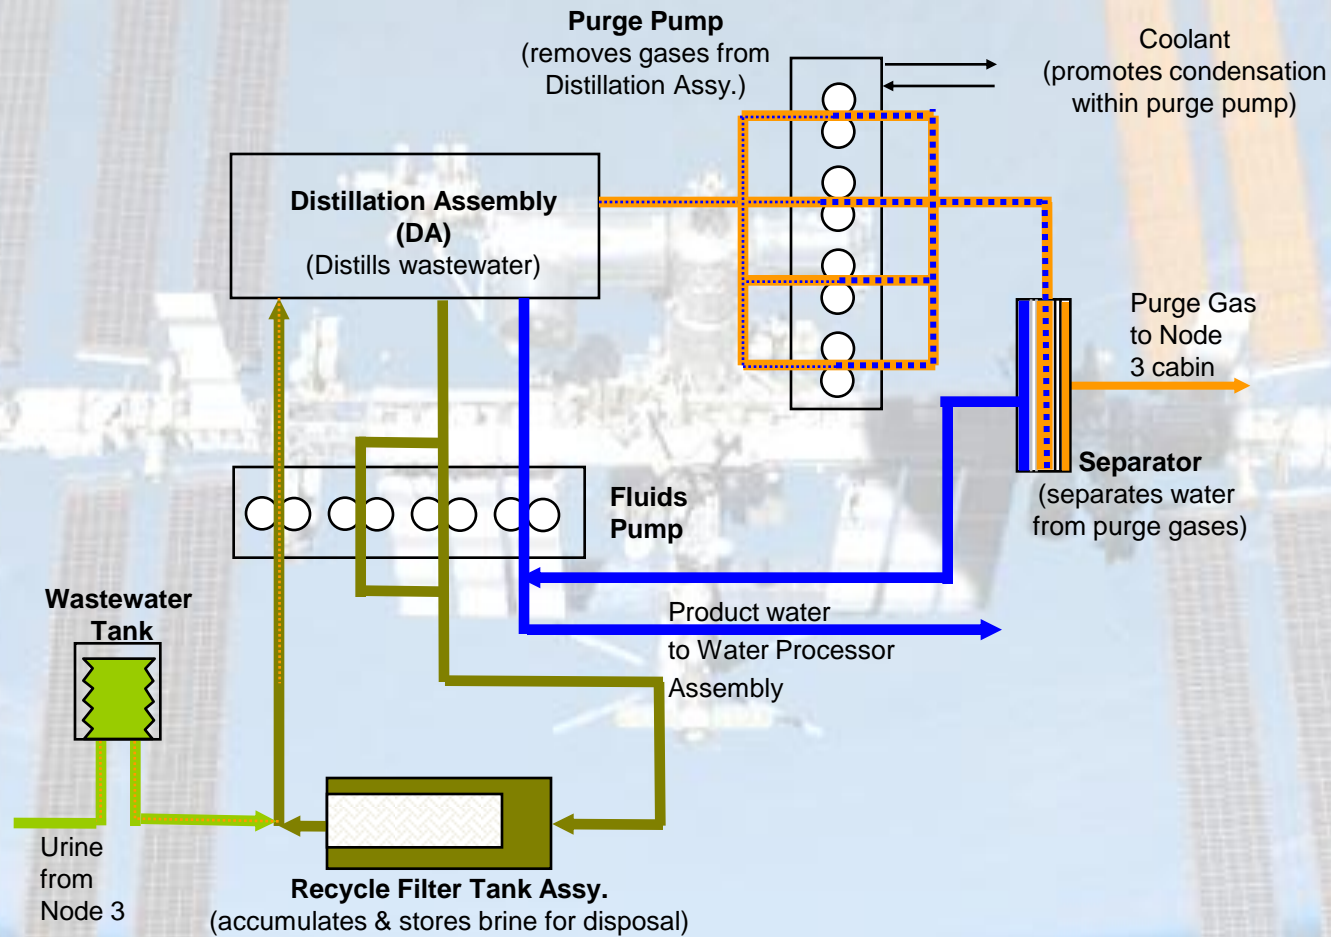 Purge Pump
(removes gases from
Distillation Assy.)
Coolant
(promotes condensation
within purge pump)
Distillation Assembly
(DA)
(Distills wastewater)
Purge Gas
to Node
3 cabin
Separator
(separates water
from purge gases)
Fluids
Pump
Wastewater
Tank
Product water
to Water Processor
Assembly
Urine
from
Node 3
Recycle Filter Tank Assy.
(accumulates & stores brine for disposal)